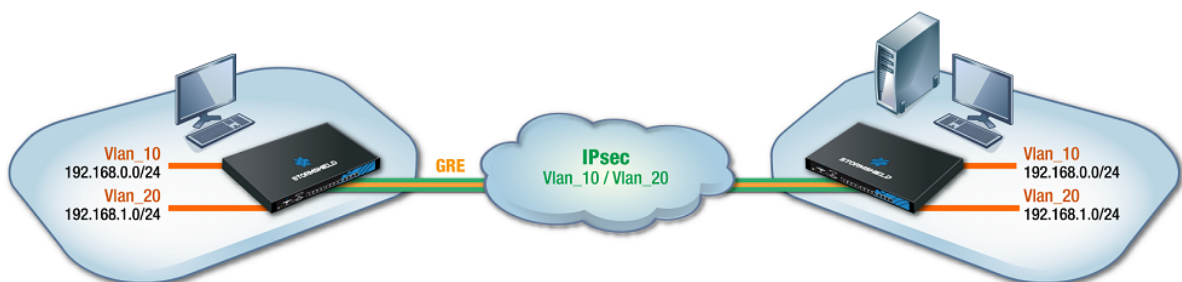 Vlan_10
192.168.0.0/24
Vlan_20
192.168.1.0/24
STORMSHIELD
GRE
IPsec
Vlan_10 / Vlan_20
STORMSHIELD
Vlan_10
192.168.0.0/24
Vlan_20
192.168.1.0/24